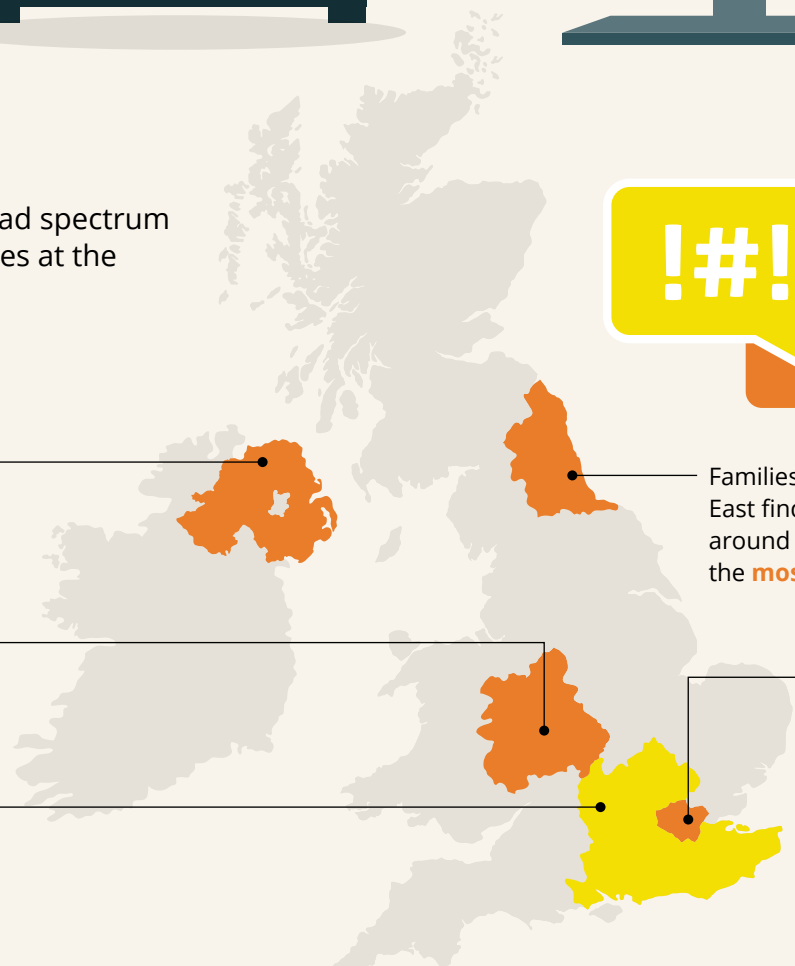 ad spectrum
es at the
!#!
Families
East find
around
the mos